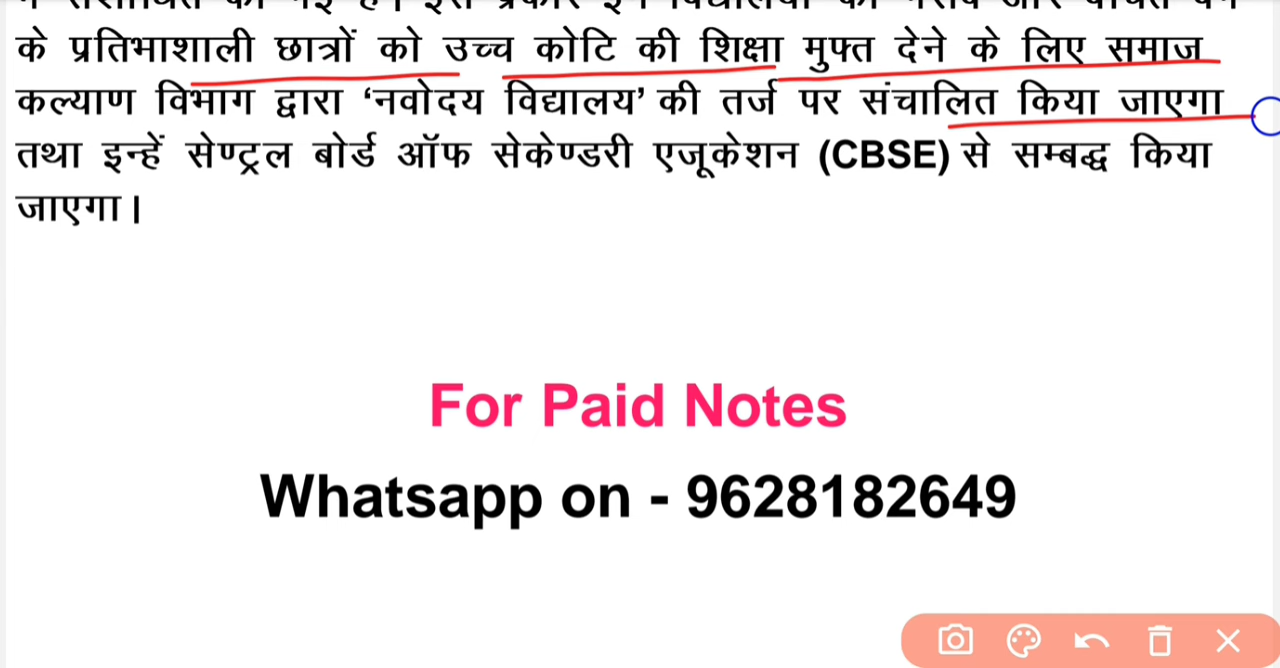 के प्रतिभाशाली छात्रों को उच्च कोटि की शिक्षा मुफ्त देने के लिए समाज
कल्याण विभाग द्वारा ‘नवोदय विद्यालय’ की तर्ज पर संचालित किया जाएगा
तथा इन्हें सेण्ट्रल बोर्ड ऑफ सेकेण्डरी एजूकेशन (CBSE) से सम्बद्ध किया
जाएगा।
For Paid Notes
Whatsapp on - 9628182649